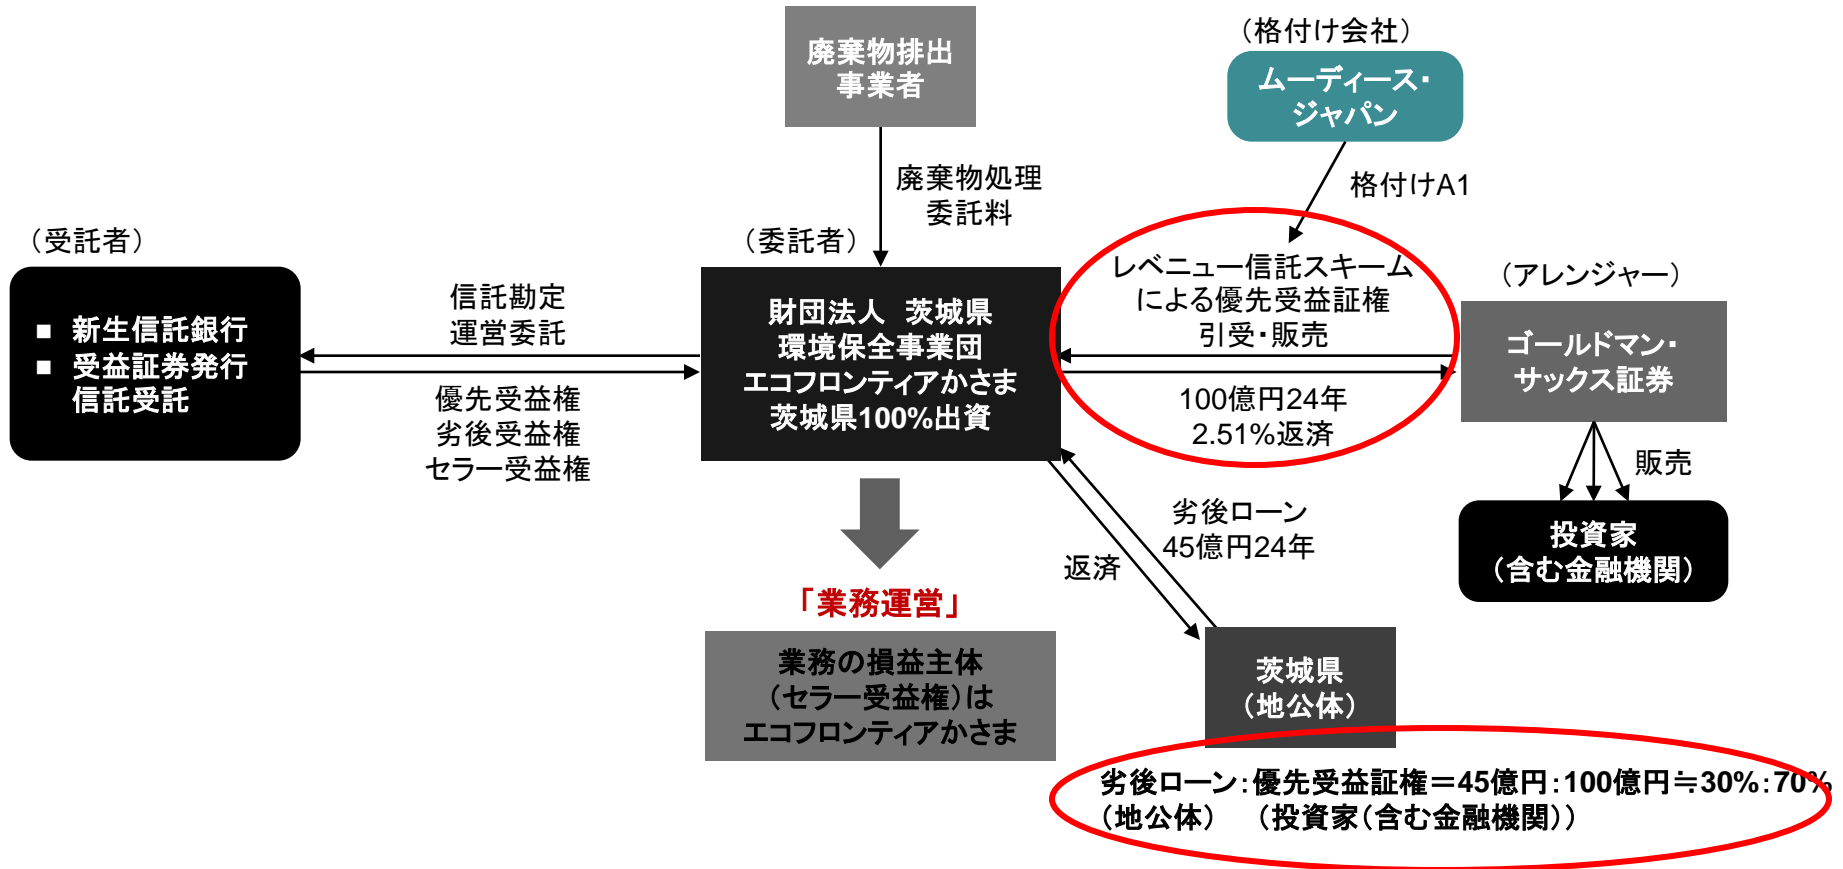 廃棄物排出
事業者
（格付け会社）
ムーディース・
ジャパン
廃棄物処理
委託料
格付けA1
（受託者）
■ 新生信託銀行
■ 受益証券発行
信託受託
信託勘定
運営委託
優先受益権
劣後受益権
セラー受益権
（委託者）
財団法人　茨城県
環境保全事業団
エコフロンティアかさま
茨城県100%出資
レベニュー信託スキーム
による優先受益証権
引受・販売
100億円24年
2.51%返済
（アレンジャー）
ゴールドマン・
サックス証券
販売
投資家
（含む金融機関）
劣後ローン
45億円24年
返済
「業務運営」
業務の損益主体
（セラー受益権）は
エコフロンティアかさま
茨城県
（地公体）
劣後ローン：優先受益証権＝45億円：100億円≒30%：70%
（地公体）　（投資家（含む金融機関））